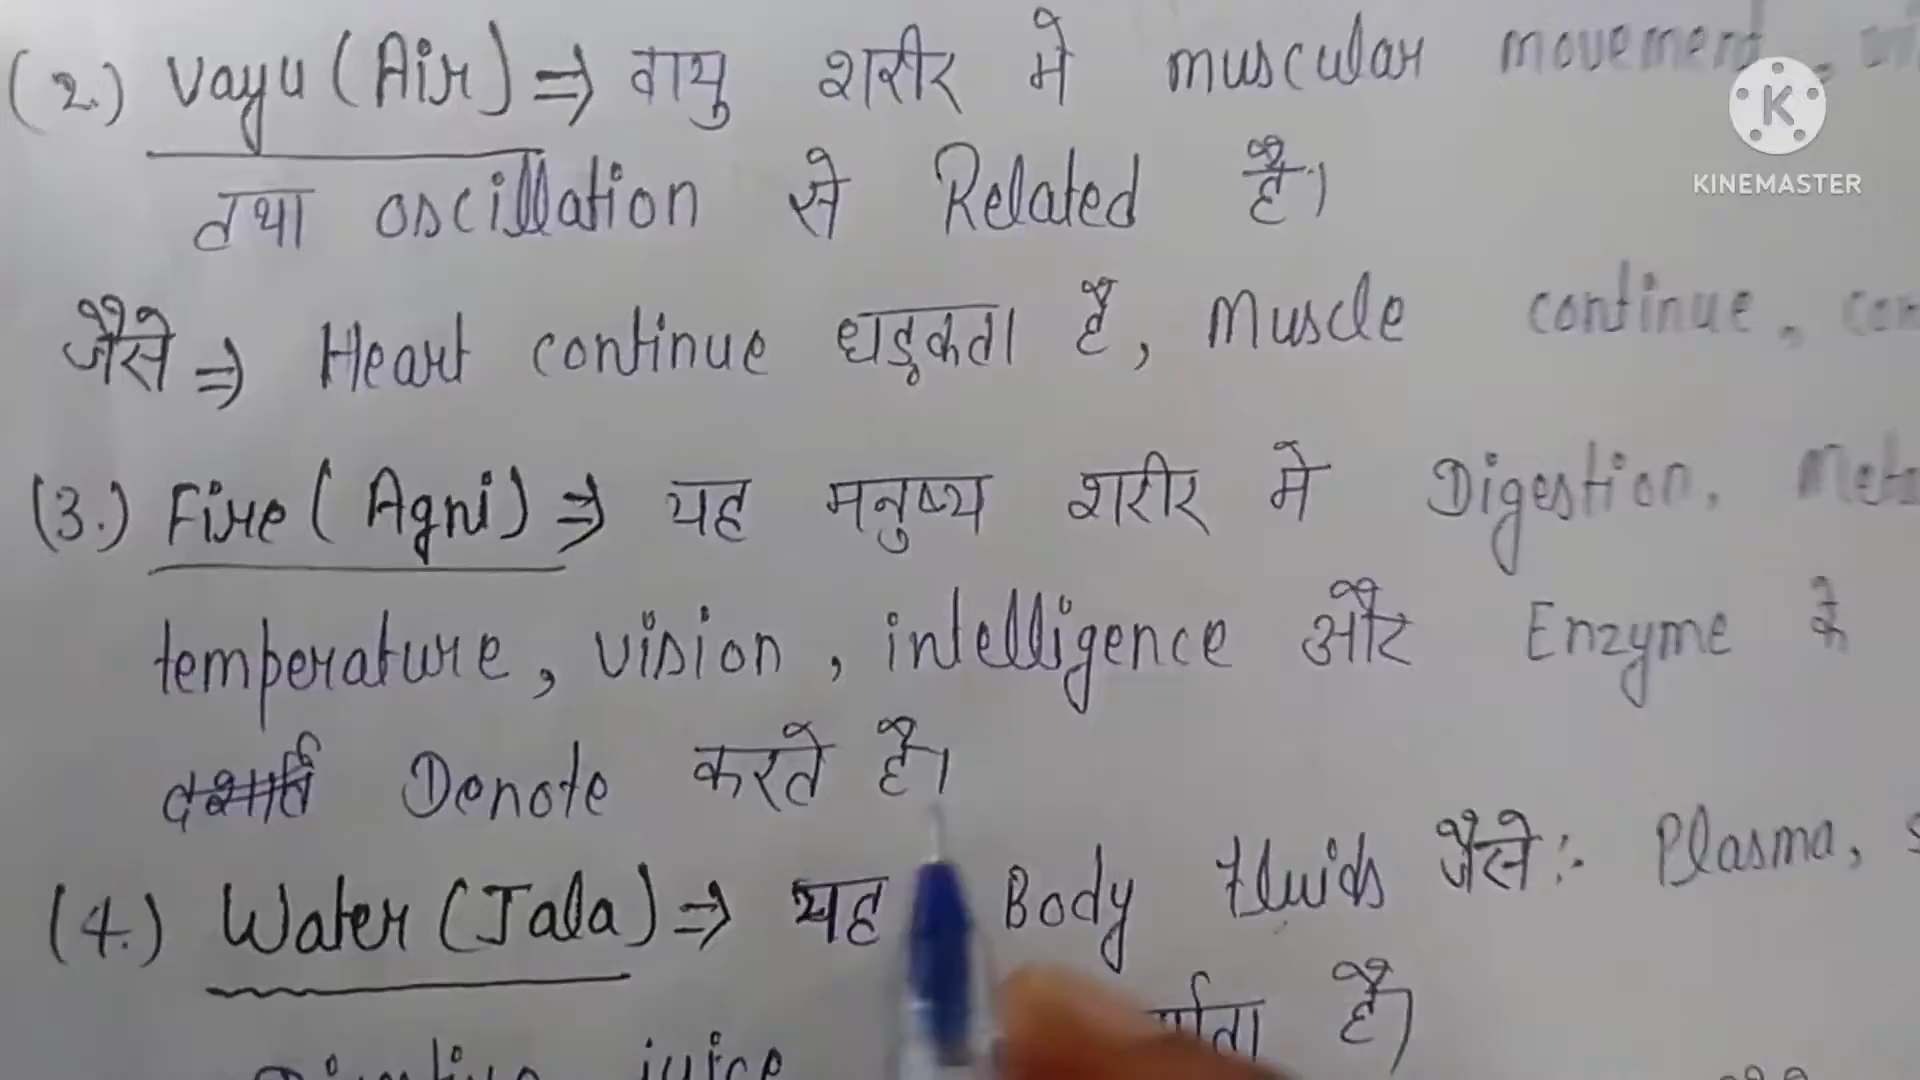 (2.) Vayu (Air) ⇒ वायु शरीर मे muscular movement,
तथा oscillation से Related है।
जैसे ⇒ Heart continue धड़कता है, Muscle continue,
(3.) Fire (Agni) ⇒ यह मनुष्य शरीर मे Digestion,
temperature, vision, intelligence और Enzyme के
Denote करते है।
(4.) Water (Jala) ⇒ यह Body fluids जैसे:- Plasma,
juice है।
KINEMASTER